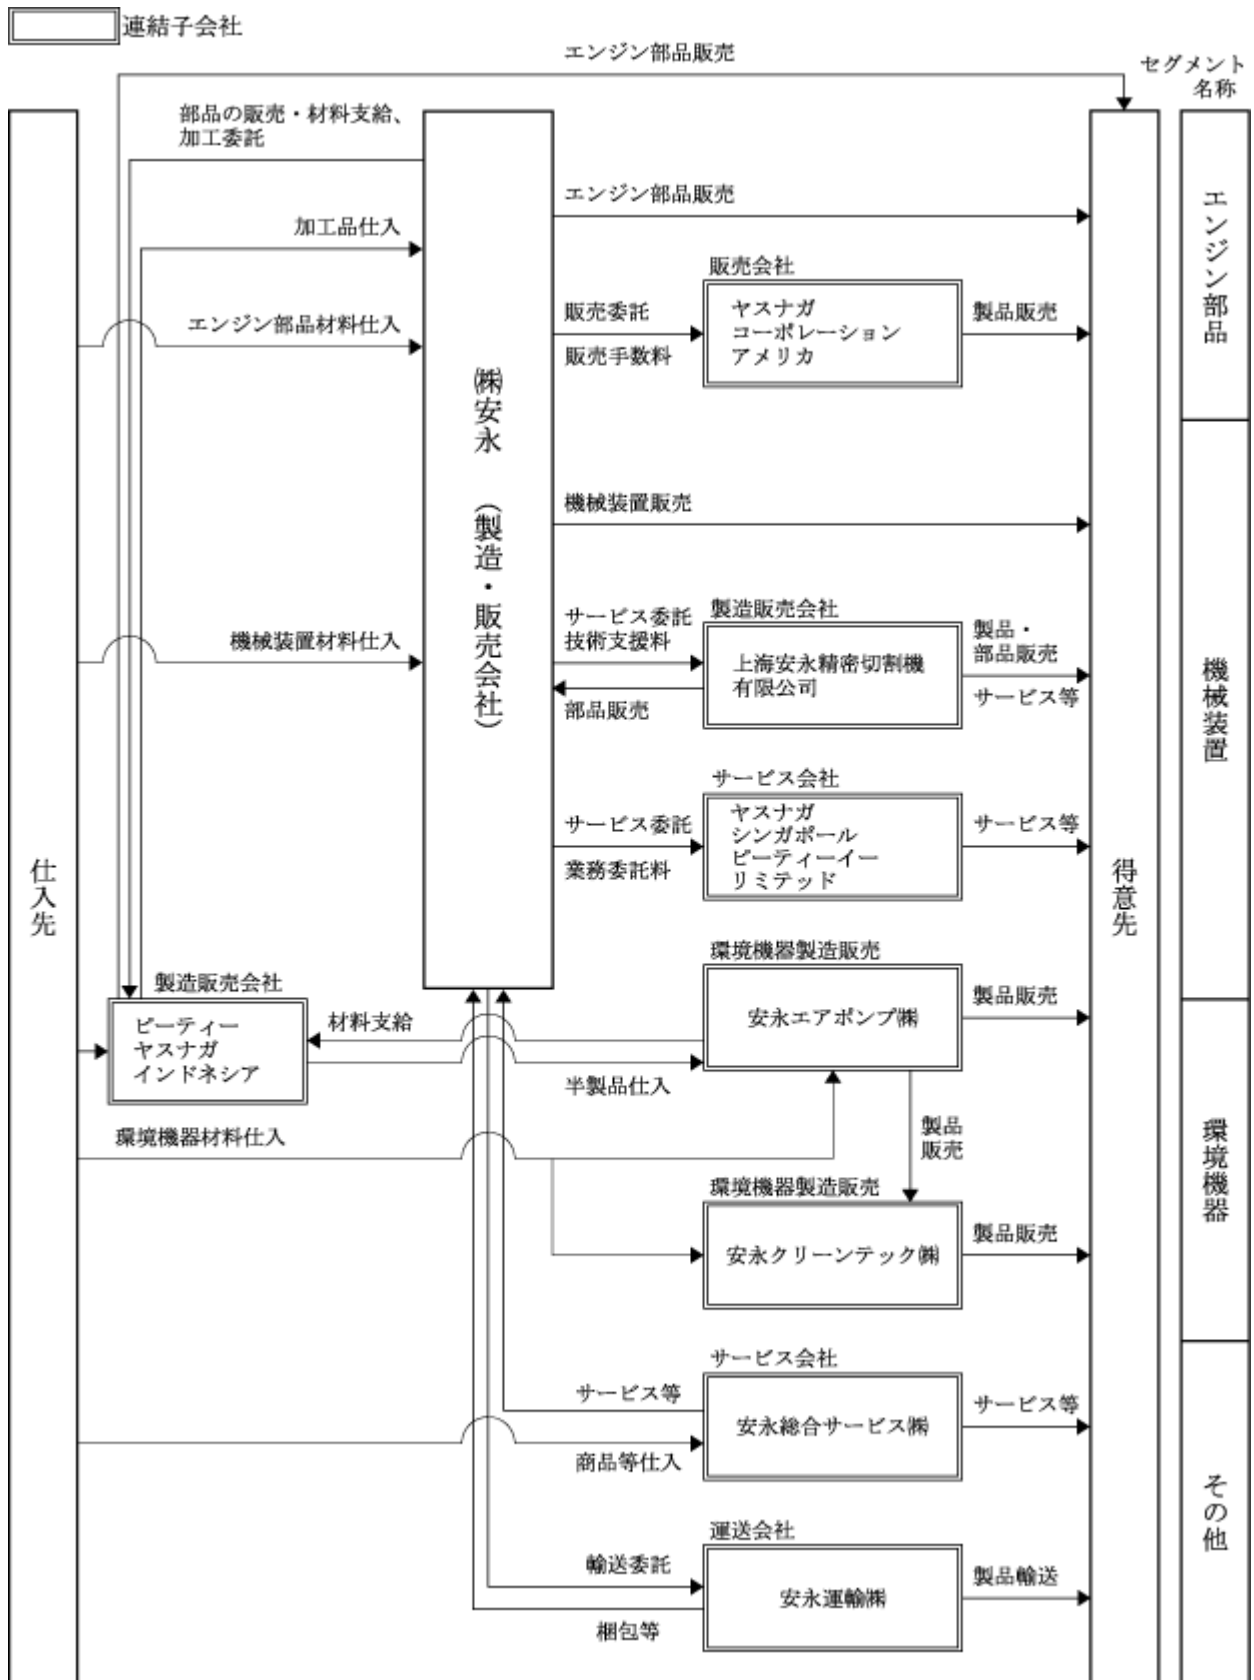 連結子会社
エンジン部品販売
セグメント
名称
部品の販売・材料支給、
加工委託
エンジン部品販売
加工品仕入
販売会社
ヤスナガ
コーポレーション
アメリカ
販売委託
販売手数料
製品販売
エンジン部品材料仕入
エンジン部品
㈱安永 (製造・販売会社)
機械装置販売
製造販売会社
サービス委託
技術支援料
上海安永精密切割機
有限公司
製品・
部品販売
サービス等
機械装置材料仕入
部品販売
機械装置
サービス会社
ヤスナガ
シンガポール
ピーティーイー
リミテッド
サービス委託
業務委託料
サービス等
仕入先
得意先
環境機器製造販売
安永エアポンプ㈱
製品販売
製造販売会社
ピーティー
ヤスナガ
インドネシア
材料支給
半製品仕入
環境機器材料仕入
製品
販売
環境機器
環境機器製造販売
安永クリーンテック㈱
製品販売
サービス会社
サービス等
安永総合サービス㈱
サービス等
商品等仕入
その他
運送会社
輸送委託
安永運輸㈱
製品輸送
梱包等